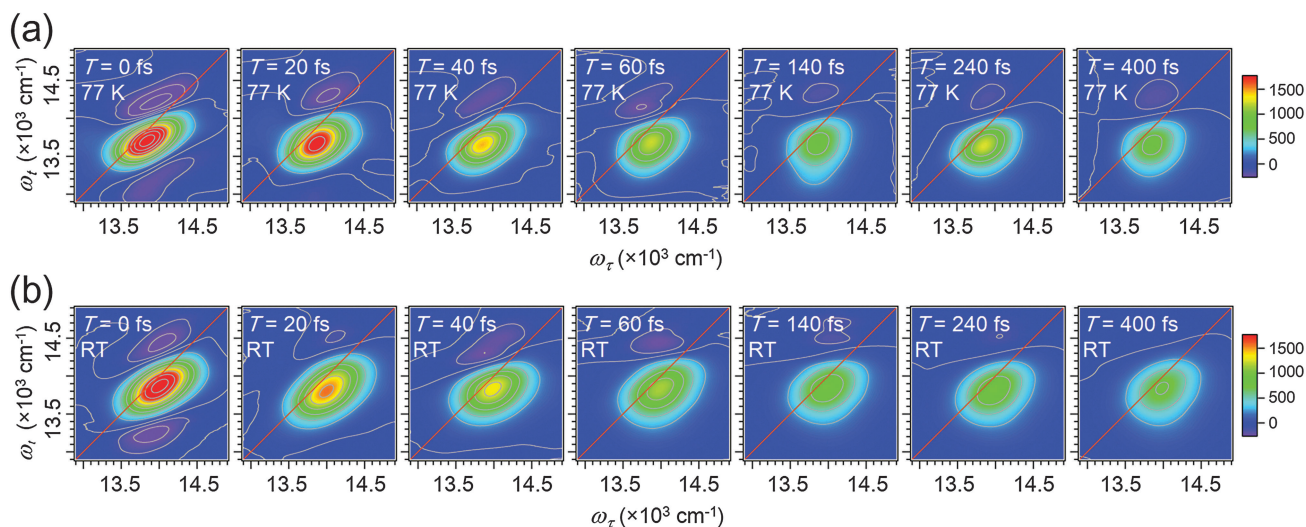 (a)
T = 0 fs T = 20 fs T = 40 fs T = 60 fs T = 140 fs T = 240 fs T = 400 fs
77 K 77 K 77 K 77 K 77 K 77 K 77 K
ωt (×10³ cm⁻¹)
14.5
13.5
1500
1000
500
0
13.5 14.5 13.5 14.5 13.5 14.5 13.5 14.5 13.5 14.5 13.5 14.5 13.5 14.5
ωτ (×10³ cm⁻¹)
(b)
T = 0 fs T = 20 fs T = 40 fs T = 60 fs T = 140 fs T = 240 fs T = 400 fs
RT RT RT RT RT RT RT
ωt (×10³ cm⁻¹)
14.5
13.5
1500
1000
500
0
13.5 14.5 13.5 14.5 13.5 14.5 13.5 14.5 13.5 14.5 13.5 14.5 13.5 14.5
ωτ (×10³ cm⁻¹)